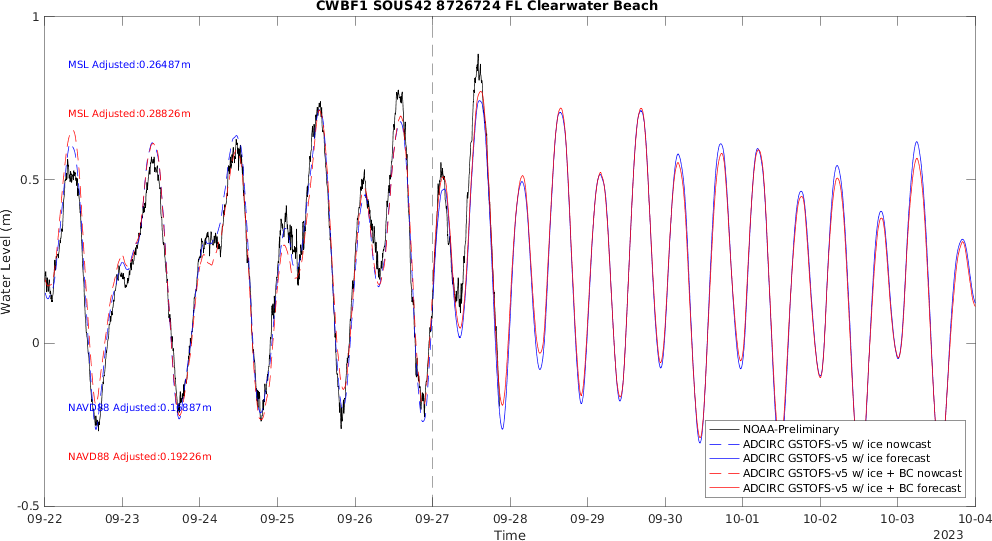 CWBF1 SOUS42 8726724 FL Clearwater Beach
1
0.5
0
-0.5
Water Level (m)
MSL Adjusted:0.26487m
MSL Adjusted:0.28826m
NAVD88 Adjusted:0.16887m
NAVD88 Adjusted:0.19226m
NOAA-Preliminary
ADCIRC GSTOFS-v5 w/ ice nowcast
ADCIRC GSTOFS-v5 w/ ice forecast
ADCIRC GSTOFS-v5 w/ ice + BC nowcast
ADCIRC GSTOFS-v5 w/ ice + BC forecast
09-22 09-23 09-24 09-25 09-26 09-27 09-28 09-29 09-30 10-01 10-02 10-03 10-04
Time
2023